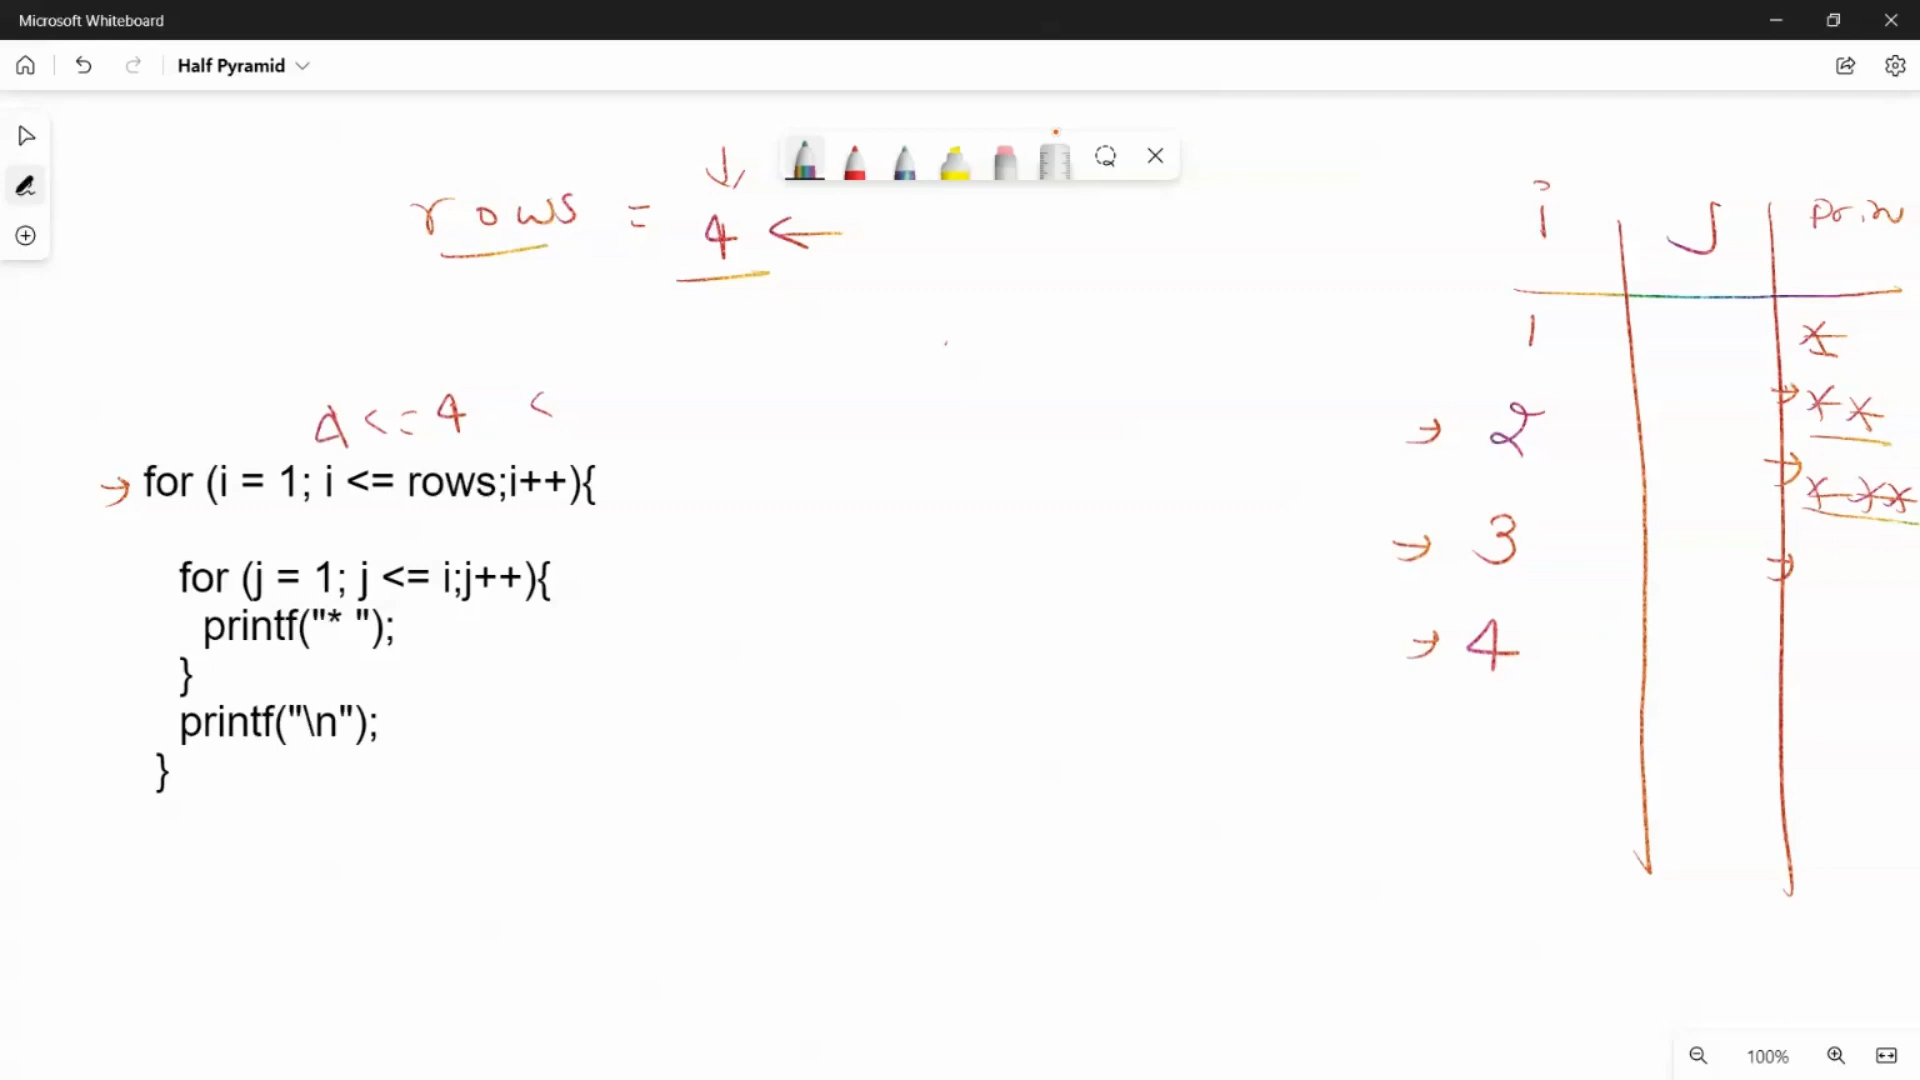 Microsoft Whiteboard
Half Pyramid
rows = 4
4 <= 4 <
for (i = 1; i <= rows;i++){
for (j = 1; j <= i;j++){
printf("* ");
}
printf("\n");
}
i J Prin
1 *
2 **
3 ***
4
100%